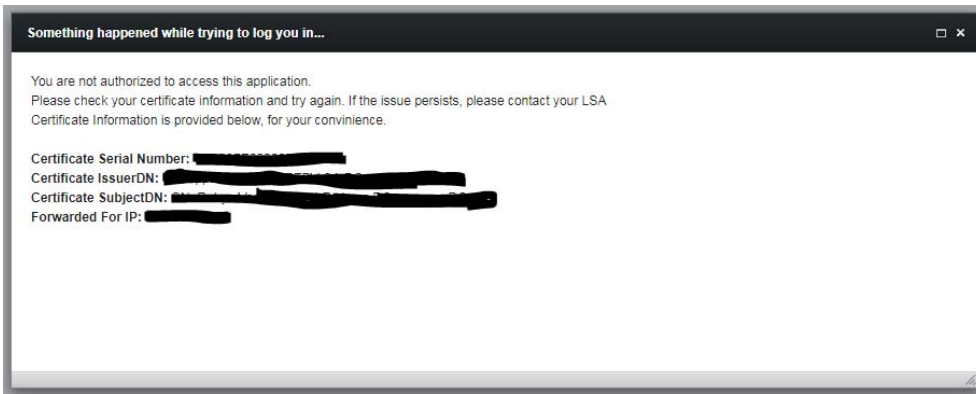 Something happened while trying to log you in...
You are not authorized to access this application.
Please check your certificate information and try again. If the issue persists, please contact your LSA
Certificate Information is provided below, for your convinience.
Certificate Serial Number:
Certificate IssuerDN:
Certificate SubjectDN:
Forwarded For IP: